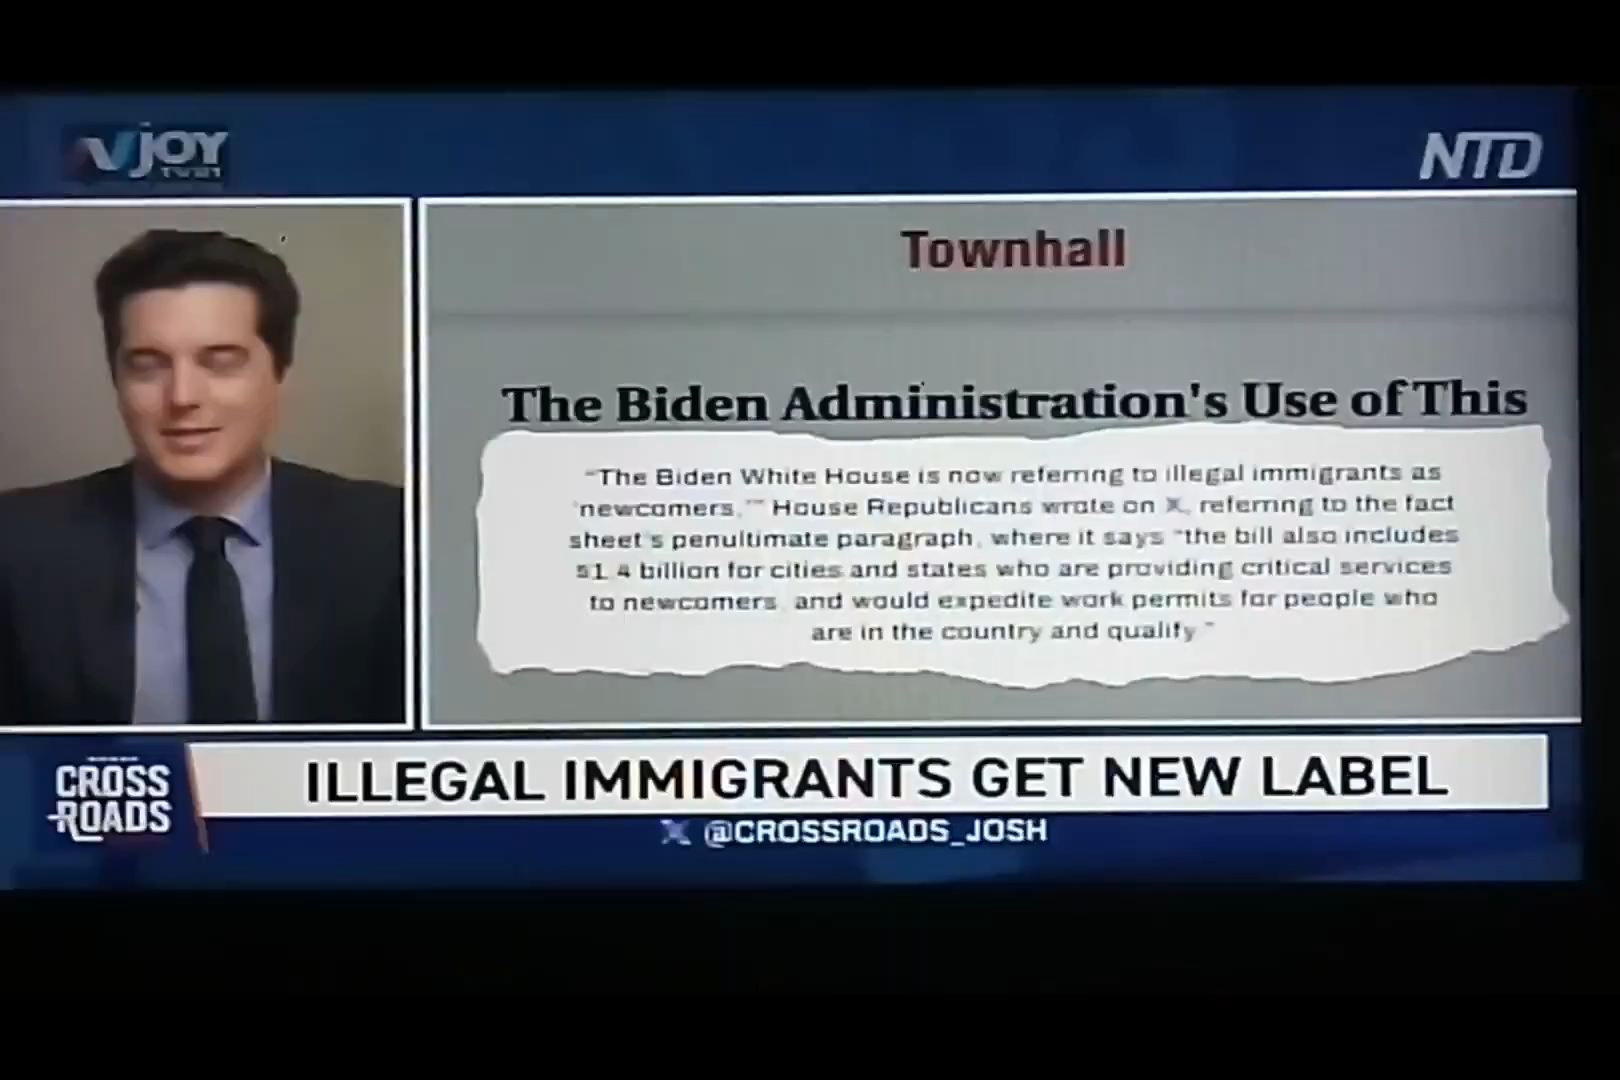 VJOY
NTD
Townhall
The Biden Administration's Use of This
"The Biden White House is now referring to illegal immigrants as
'newcomers,'" House Republicans wrote on X, referring to the fact
sheet's penultimate paragraph, where it says "the bill also includes
$1.4 billion for cities and states who are providing critical services
to newcomers, and would expedite work permits for people who
are in the country and qualify."
CROSS
ROADS
ILLEGAL IMMIGRANTS GET NEW LABEL
X @CROSSROADS_JOSH